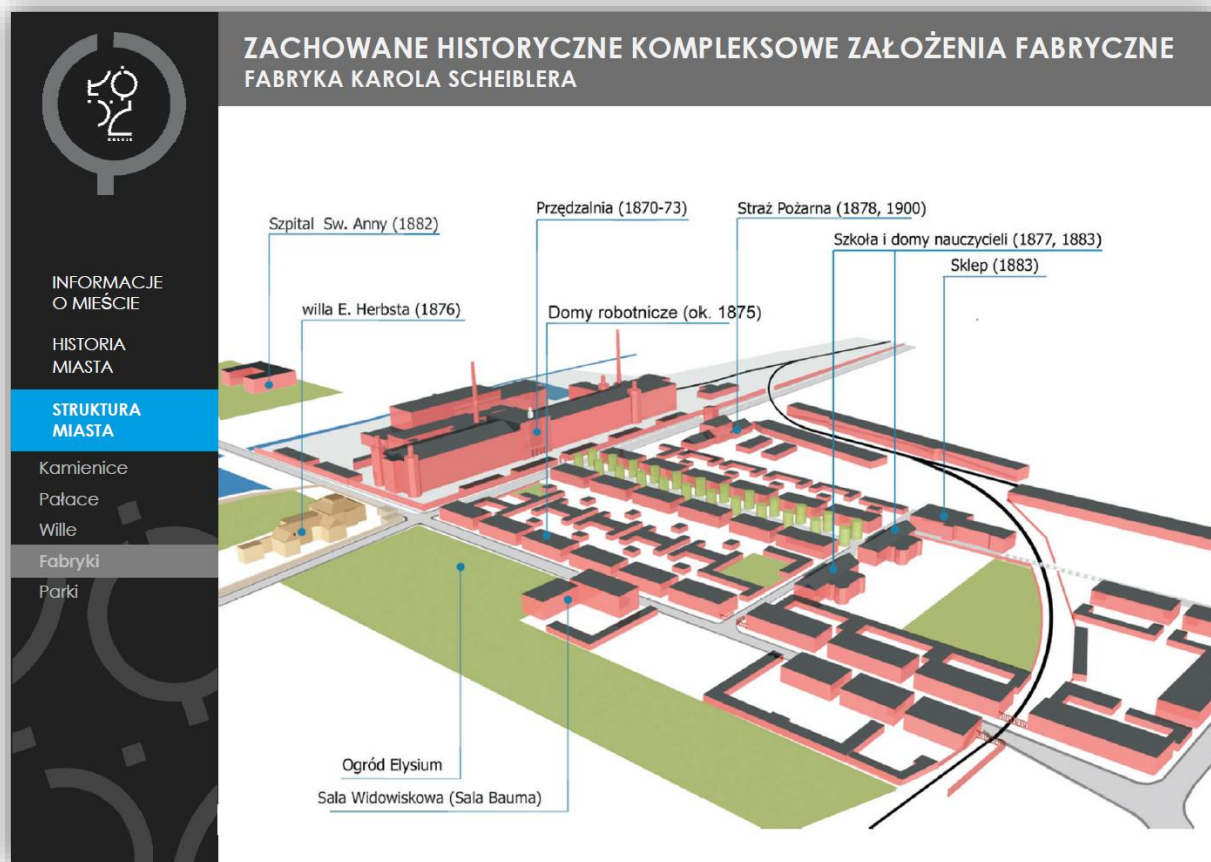 ZACHOWANE HISTORYCZNE KOMPLEKSOWE ZAŁOŻENIA FABRYCZNE
FABRYKA KAROLA SCHEIBLERA
INFORMACJE
O MIEŚCIE
HISTORIA
MIASTA
STRUKTURA
MIASTA
Kamienice
Pałace
Wille
Fabryki
Parki
Szpital Sw. Anny (1882)
Przędzalnia (1870-73)
Straż Pożarna (1878, 1900)
Szkoła i domy nauczycieli (1877, 1883)
Sklep (1883)
willa E. Herbsta (1876)
Domy robotnicze (ok. 1875)
Ogród Elysium
Sala Widowiskowa (Sala Bauma)